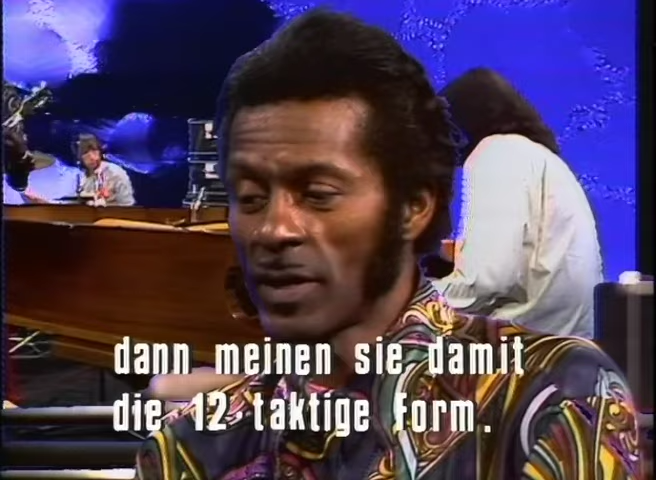 dann meinen sie damit
die 12-taktige Form.